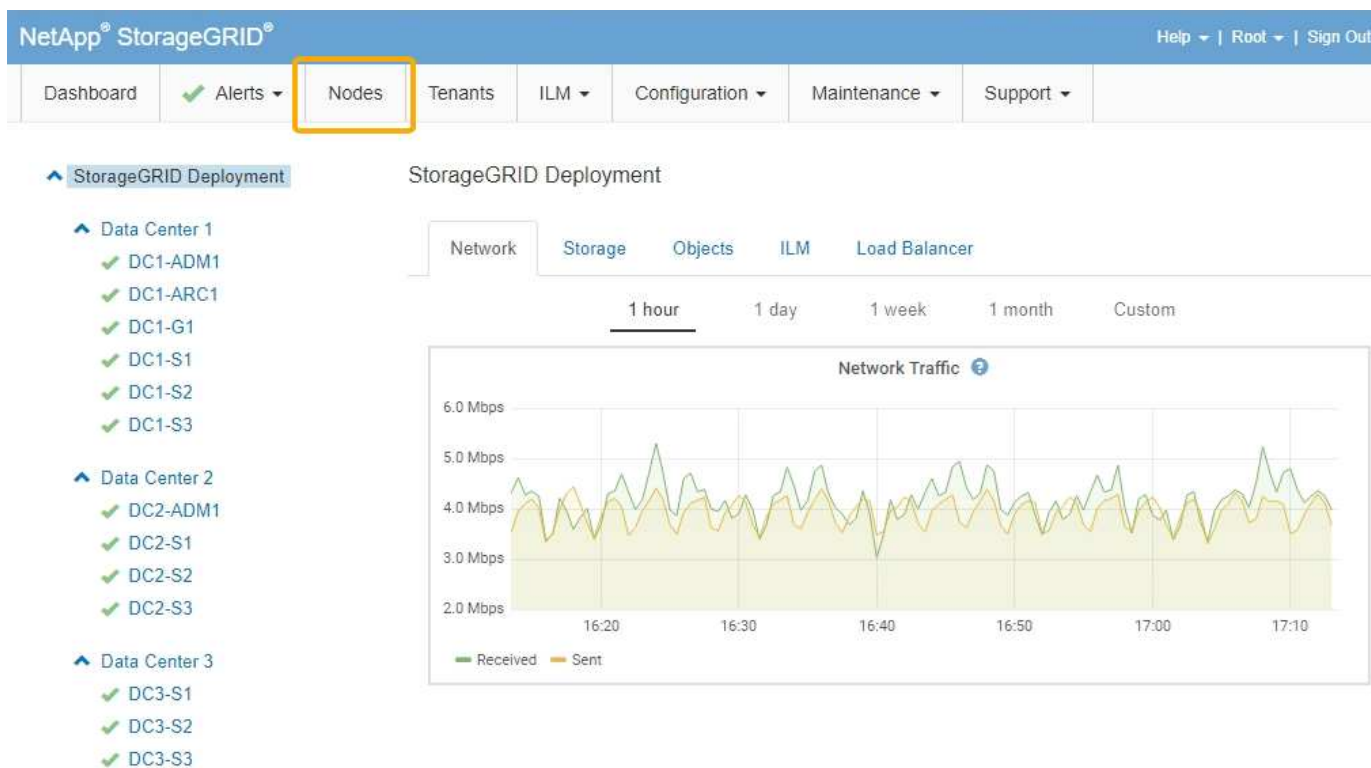 NetApp® StorageGRID®
Help | Root | Sign Out
Dashboard Alerts Nodes Tenants ILM Configuration Maintenance Support
StorageGRID Deployment
Data Center 1
DC1-ADM1
DC1-ARC1
DC1-G1
DC1-S1
DC1-S2
DC1-S3
Data Center 2
DC2-ADM1
DC2-S1
DC2-S2
DC2-S3
Data Center 3
DC3-S1
DC3-S2
DC3-S3
StorageGRID Deployment
Network Storage Objects ILM Load Balancer
1 hour 1 day 1 week 1 month Custom
Network Traffic ?
6.0 Mbps
5.0 Mbps
4.0 Mbps
3.0 Mbps
2.0 Mbps
16:20 16:30 16:40 16:50 17:00 17:10
Received Sent